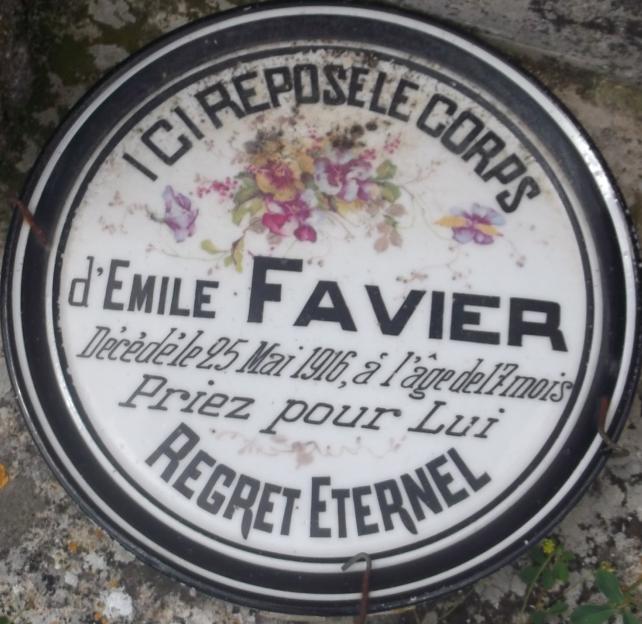 ICI REPOSE LE CORPS
d'EMILE FAVIER
Décédé le 25 Mai 1916, á l'âge de 17 mois
Priez pour Lui
REGRET ETERNEL